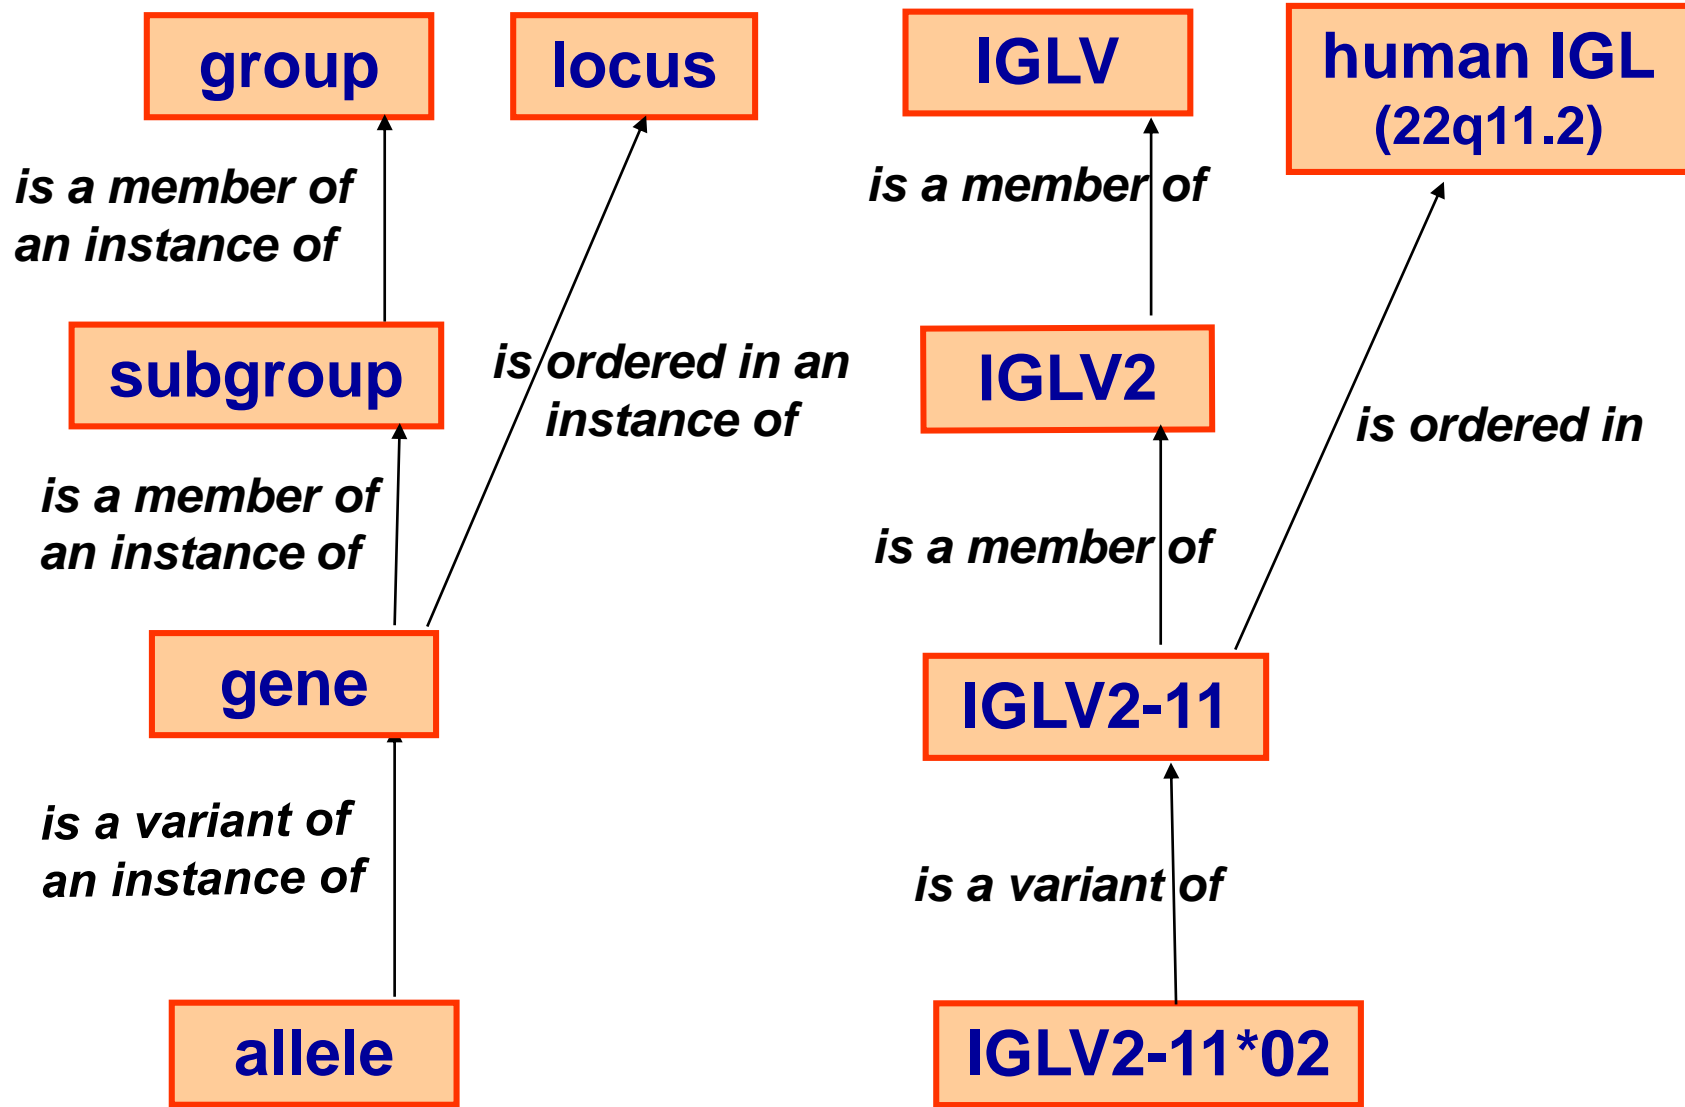 group
locus
is a member of
an instance of
subgroup
is ordered in an
instance of
is a member of
an instance of
gene
is a variant of
an instance of
allele
IGLV
human IGL
(22q11.2)
is a member of
IGLV2
is ordered in
is a member of
IGLV2-11
is a variant of
IGLV2-11*02